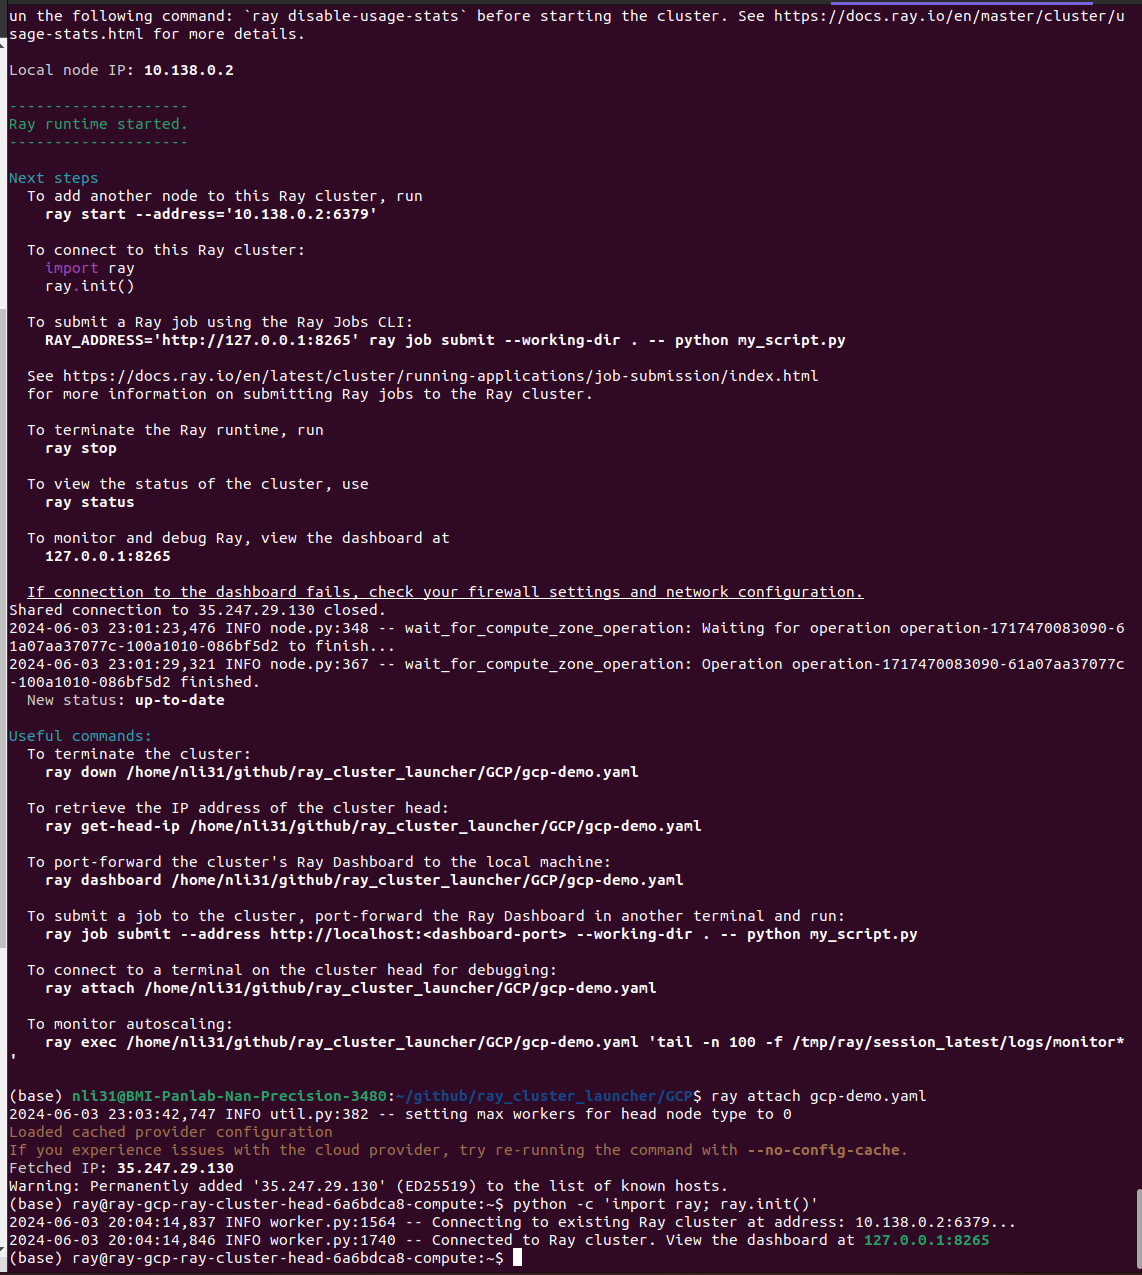 un the following command: `ray disable-usage-stats` before starting the cluster. See https://docs.ray.io/en/master/cluster/u
sage-stats.html for more details.
Local node IP: 10.138.0.2
--------------------
Ray runtime started.
--------------------
Next steps
To add another node to this Ray cluster, run
ray start --address='10.138.0.2:6379'
To connect to this Ray cluster:
import ray
ray.init()
To submit a Ray job using the Ray Jobs CLI:
RAY_ADDRESS='http://127.0.0.1:8265' ray job submit --working-dir . -- python my_script.py
See https://docs.ray.io/en/latest/cluster/running-applications/job-submission/index.html
for more information on submitting Ray jobs to the Ray cluster.
To terminate the Ray runtime, run
ray stop
To view the status of the cluster, use
ray status
To monitor and debug Ray, view the dashboard at
127.0.0.1:8265
If connection to the dashboard fails, check your firewall settings and network configuration.
Shared connection to 35.247.29.130 closed.
2024-06-03 23:01:23,476 INFO node.py:348 -- wait_for_compute_zone_operation: Waiting for operation operation-1717470083090-6
1a07aa37077c-100a1010-086bf5d2 to finish...
2024-06-03 23:01:29,321 INFO node.py:367 -- wait_for_compute_zone_operation: Operation operation-1717470083090-61a07aa37077c
-100a1010-086bf5d2 finished.
New status: up-to-date
Useful commands:
To terminate the cluster:
ray down /home/nli31/github/ray_cluster_launcher/GCP/gcp-demo.yaml
To retrieve the IP address of the cluster head:
ray get-head-ip /home/nli31/github/ray_cluster_launcher/GCP/gcp-demo.yaml
To port-forward the cluster's Ray Dashboard to the local machine:
ray dashboard /home/nli31/github/ray_cluster_launcher/GCP/gcp-demo.yaml
To submit a job to the cluster, port-forward the Ray Dashboard in another terminal and run:
ray job submit --address http://localhost:<dashboard-port> --working-dir . -- python my_script.py
To connect to a terminal on the cluster head for debugging:
ray attach /home/nli31/github/ray_cluster_launcher/GCP/gcp-demo.yaml
To monitor autoscaling:
ray exec /home/nli31/github/ray_cluster_launcher/GCP/gcp-demo.yaml 'tail -n 100 -f /tmp/ray/session_latest/logs/monitor*
'
(base) nli31@BMI-Panlab-Nan-Precision-3480:~/github/ray_cluster_launcher/GCP$ ray attach gcp-demo.yaml
2024-06-03 23:03:42,747 INFO util.py:382 -- setting max workers for head node type to 0
Loaded cached provider configuration
If you experience issues with the cloud provider, try re-running the command with --no-config-cache.
Fetched IP: 35.247.29.130
Warning: Permanently added '35.247.29.130' (ED25519) to the list of known hosts.
(base) ray@ray-gcp-ray-cluster-head-6a6bdca8-compute:~$ python -c 'import ray; ray.init()'
2024-06-03 20:04:14,837 INFO worker.py:1564 -- Connecting to existing Ray cluster at address: 10.138.0.2:6379...
2024-06-03 20:04:14,846 INFO worker.py:1740 -- Connected to Ray cluster. View the dashboard at 127.0.0.1:8265
(base) ray@ray-gcp-ray-cluster-head-6a6bdca8-compute:~$